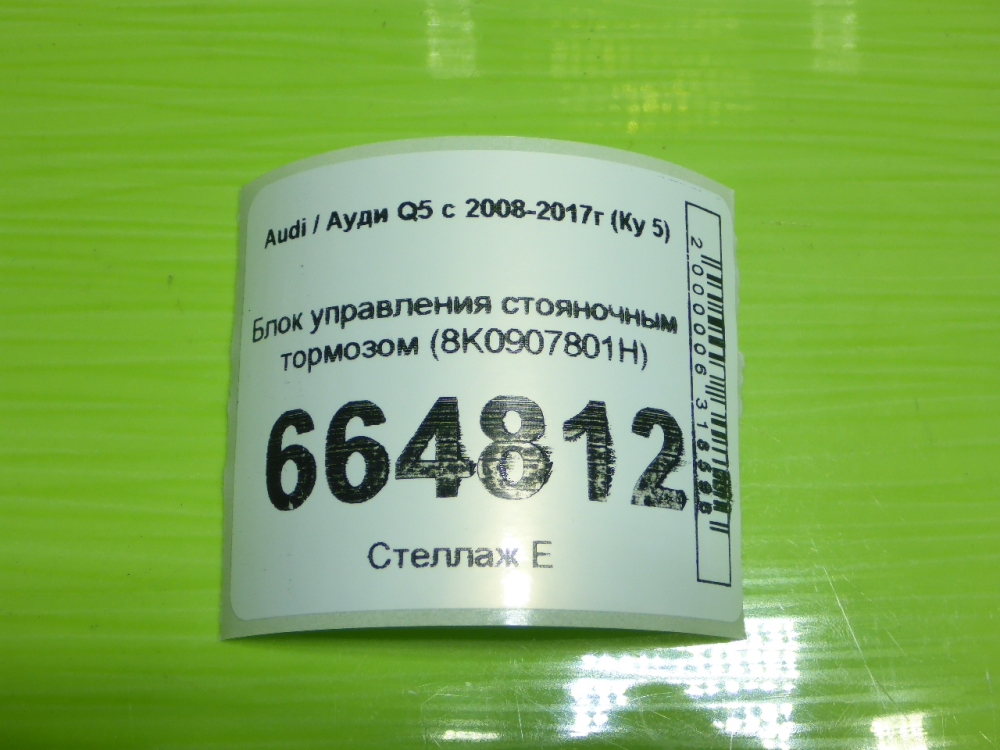 Audi / Ауди Q5 с 2008-2017г (Ку 5)
Блок управления стояночным
тормозом (8K0907801H)
664812
Стеллаж Е